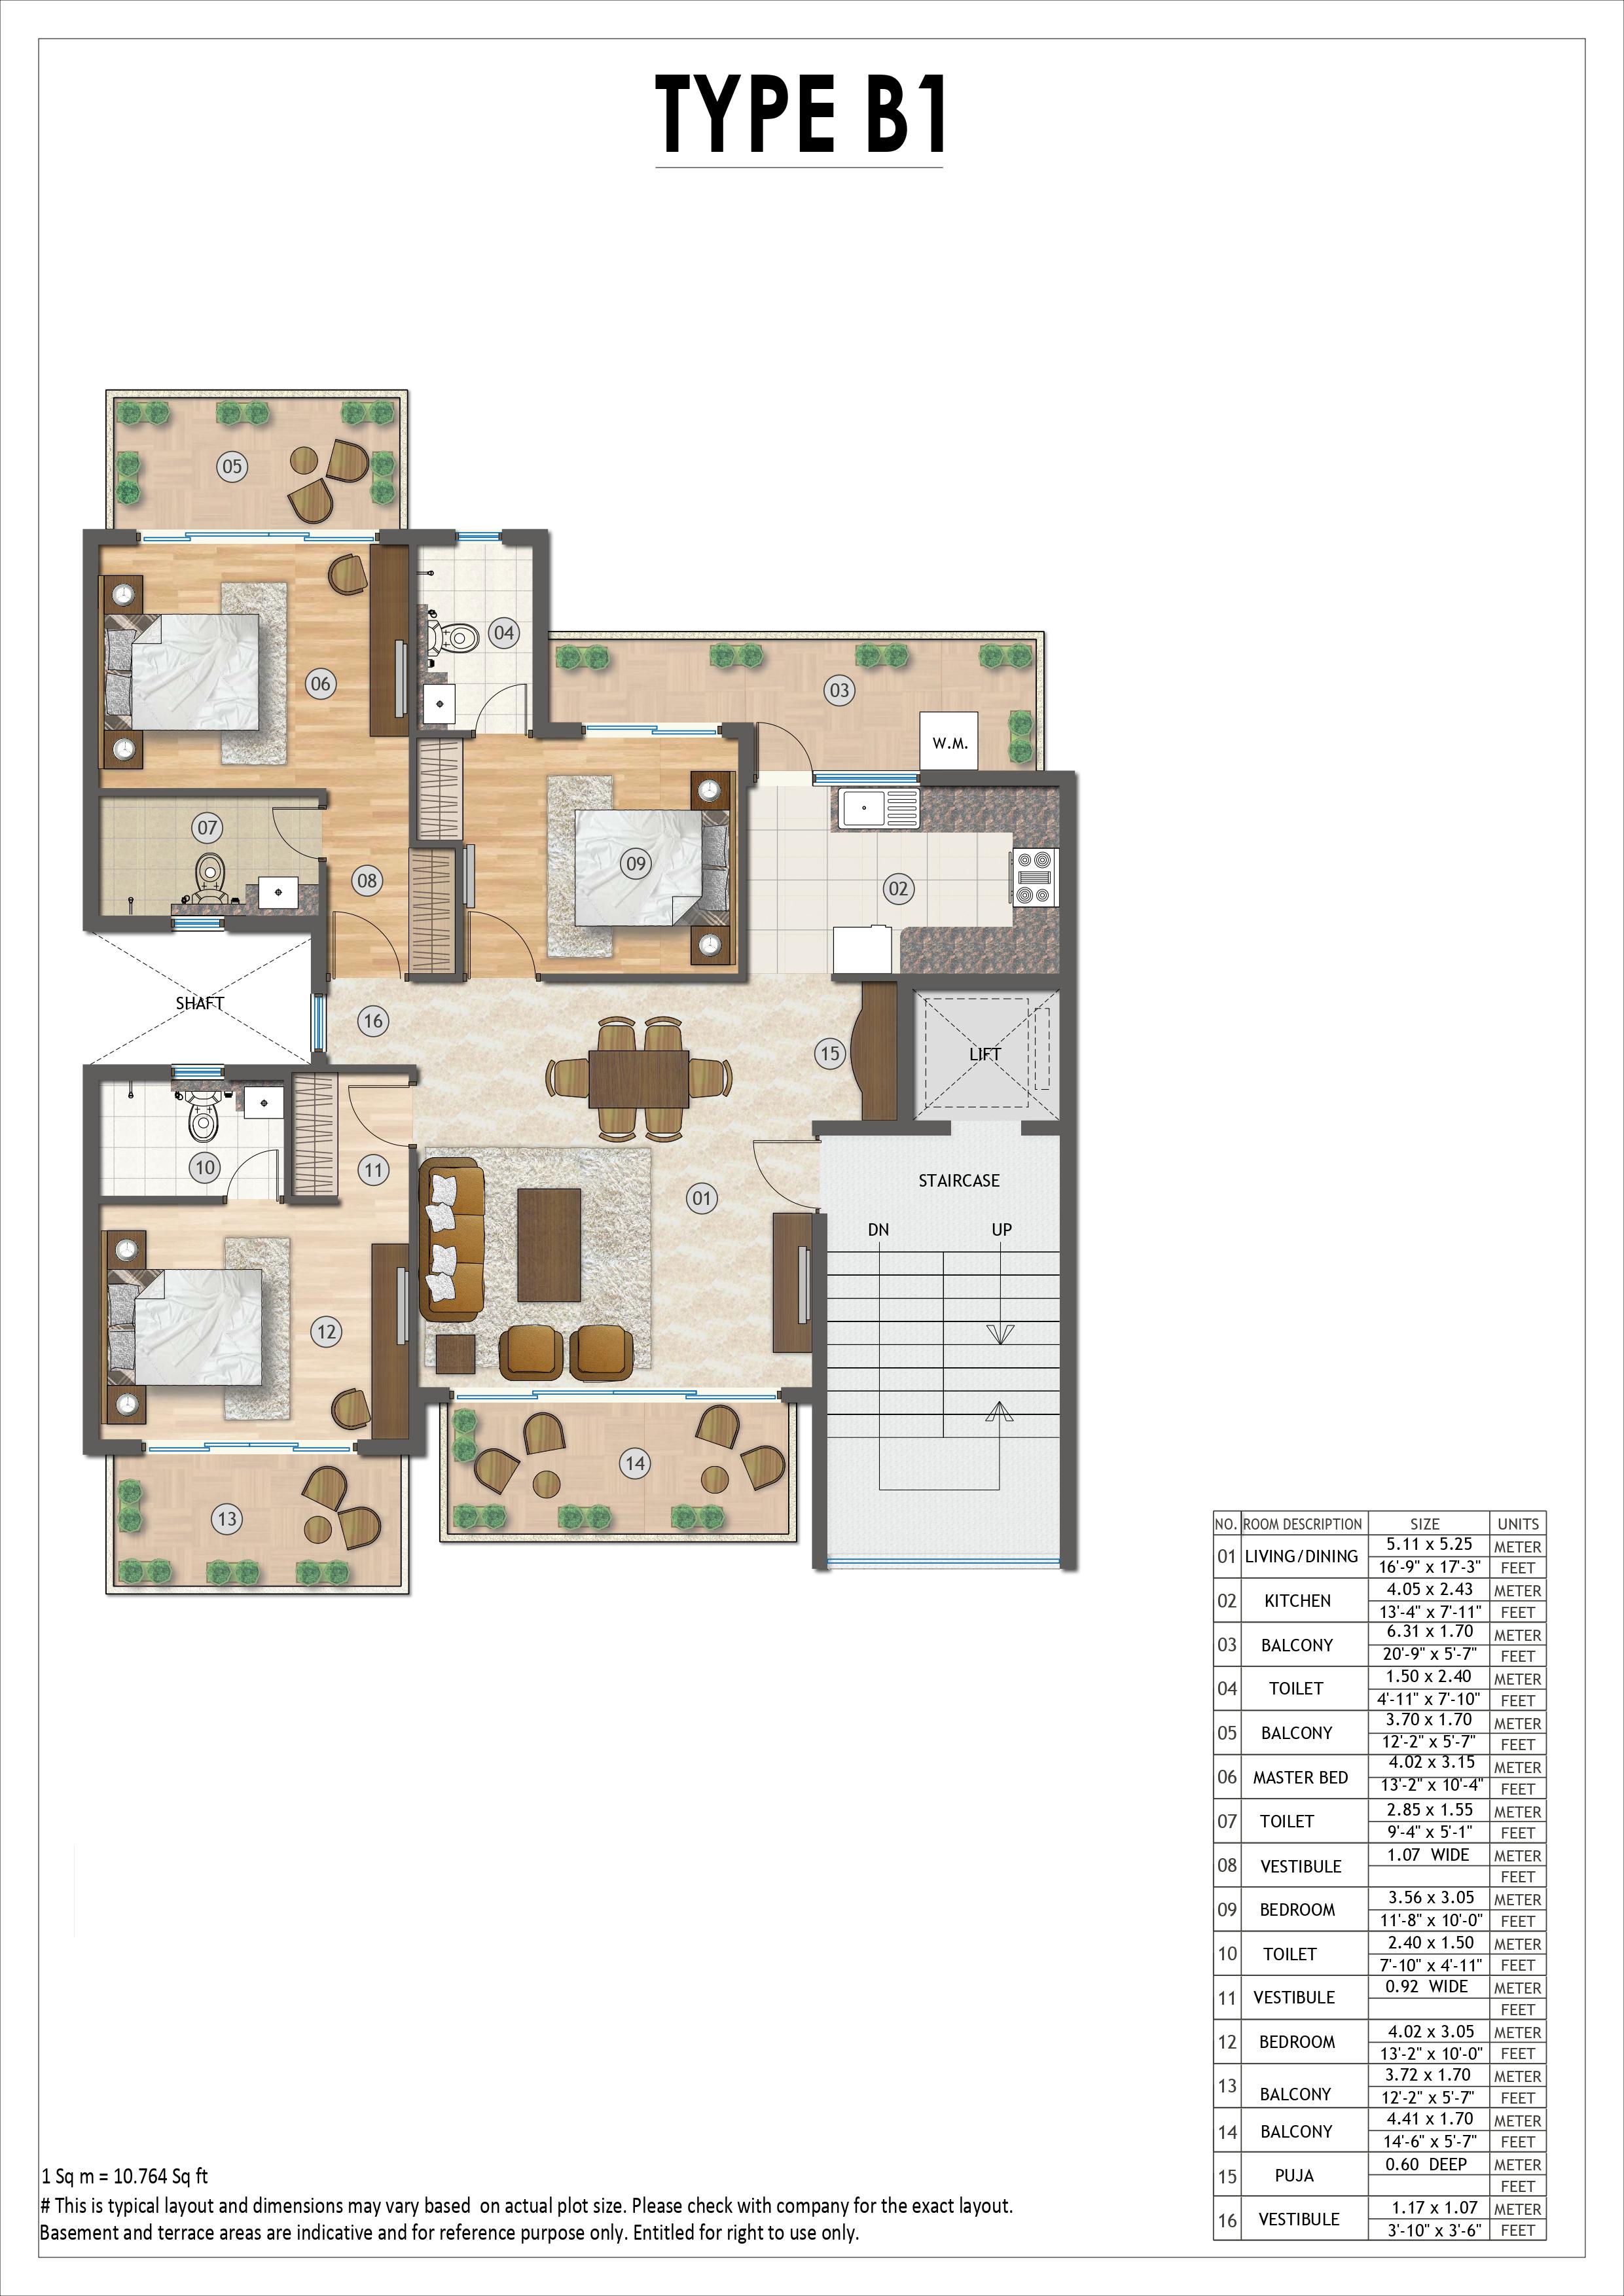 TYPE B1
05
04
06
03
W.M.
07
08
09
02
SHAFT
16
15
LIFT
10
11
01
STAIRCASE
DN UP
12
14
13
NO. ROOM DESCRIPTION SIZE UNITS
01 LIVING/DINING 5.11 x 5.25 METER
16'-9" x 17'-3" FEET
02 KITCHEN 4.05 x 2.43 METER
13'-4" x 7'-11" FEET
03 BALCONY 6.31 x 1.70 METER
20'-9" x 5'-7" FEET
04 TOILET 1.50 x 2.40 METER
4'-11" x 7'-10" FEET
05 BALCONY 3.70 x 1.70 METER
12'-2" x 5'-7" FEET
06 MASTER BED 4.02 x 3.15 METER
13'-2" x 10'-4" FEET
07 TOILET 2.85 x 1.55 METER
9'-4" x 5'-1" FEET
08 VESTIBULE 1.07 WIDE METER
FEET
09 BEDROOM 3.56 x 3.05 METER
11'-8" x 10'-0" FEET
10 TOILET 2.40 x 1.50 METER
7'-10" x 4'-11" FEET
11 VESTIBULE 0.92 WIDE METER
FEET
12 BEDROOM 4.02 x 3.05 METER
13'-2" x 10'-0" FEET
13 BALCONY 3.72 x 1.70 METER
12'-2" x 5'-7" FEET
14 BALCONY 4.41 x 1.70 METER
14'-6" x 5'-7" FEET
15 PUJA 0.60 DEEP METER
FEET
16 VESTIBULE 1.17 x 1.07 METER
3'-10" x 3'-6" FEET
1 Sq m = 10.764 Sq ft
# This is typical layout and dimensions may vary based on actual plot size. Please check with company for the exact layout.
Basement and terrace areas are indicative and for reference purpose only. Entitled for right to use only.